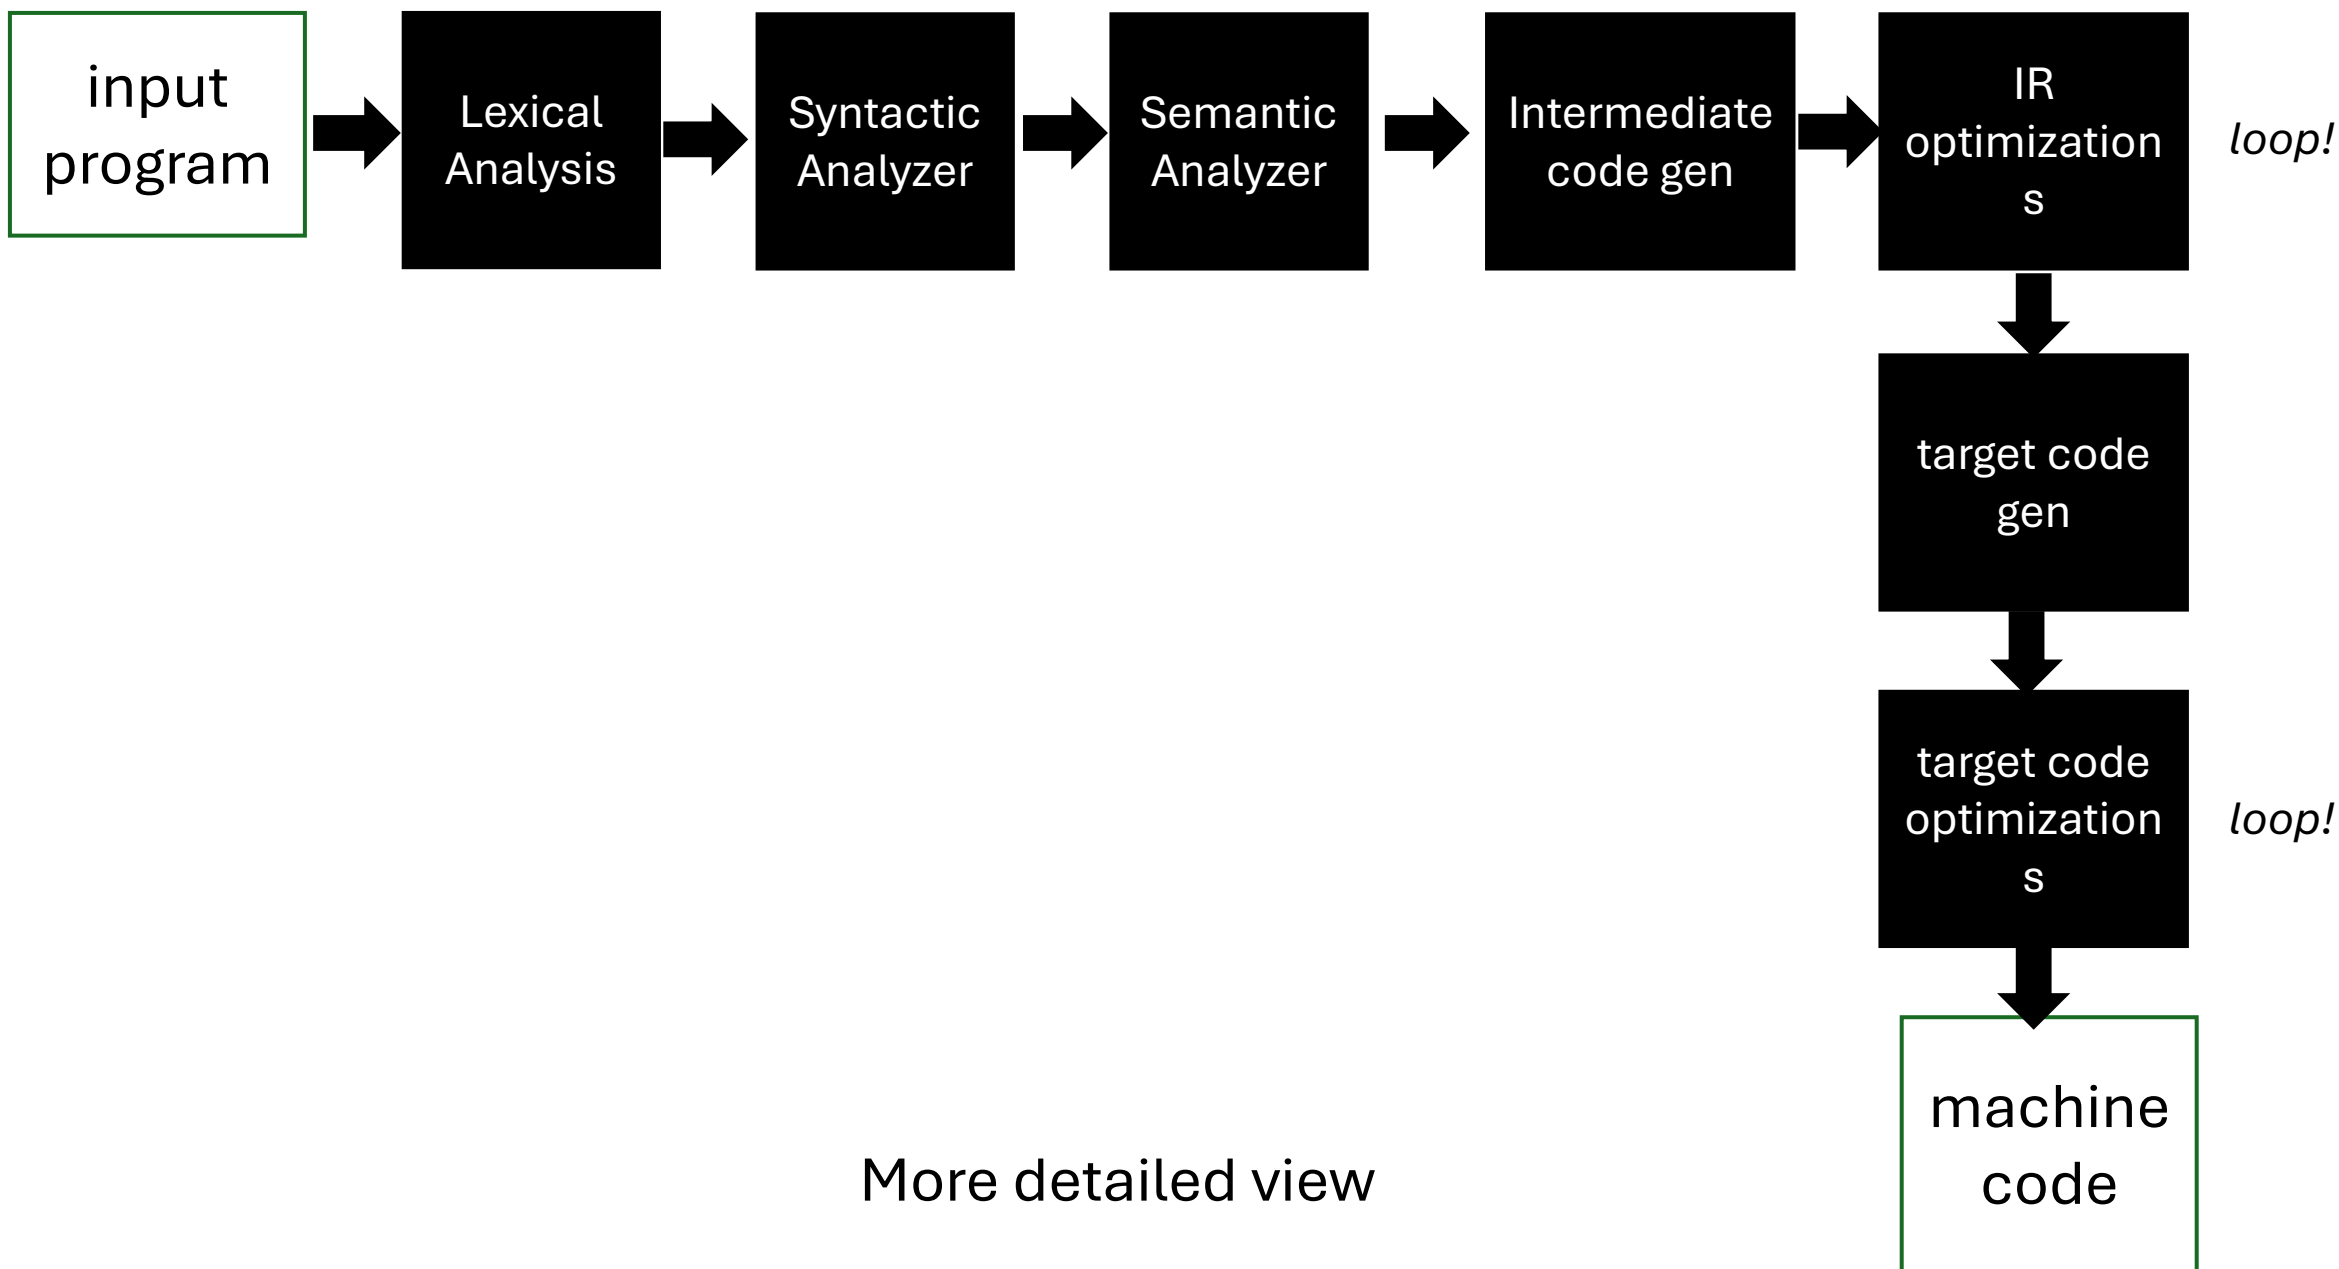 input
program
Lexical
Analysis
Syntactic
Analyzer
Semantic
Analyzer
Intermediate
code gen
IR
optimization
s
loop!
target code
gen
target code
optimization
s
loop!
machine
code
More detailed view